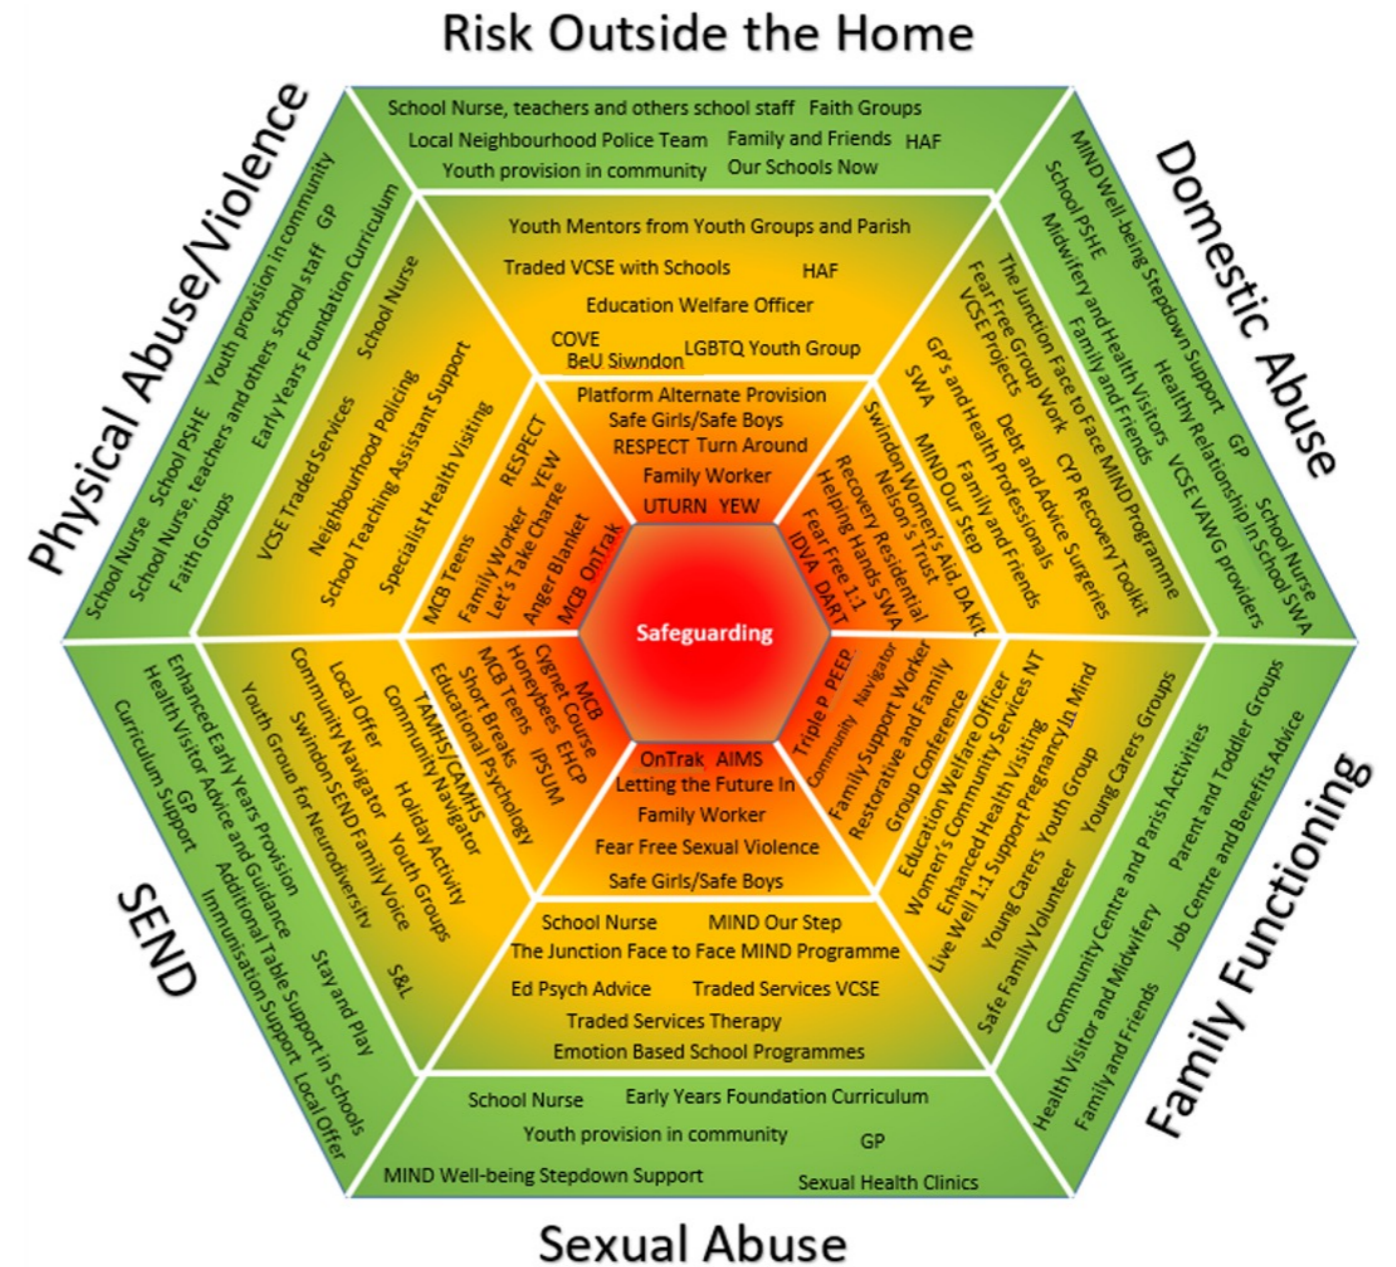 Risk Outside the Home
School Nurse, teachers and others school staff Faith Groups
Local Neighbourhood Police Team Family and Friends HAF
Youth provision in community Our Schools Now
Youth Mentors from Youth Groups and Parish
Traded VCSE with Schools HAF
Education Welfare Officer
COVE
BeU Siwndon LGBTQ Youth Group
Platform Alternate Provision
Safe Girls/Safe Boys
RESPECT Turn Around
Family Worker
UTURN YEW
Domestic Abuse
MIND Well-being Stepdown Support GP School Nurse
School PSHE Healthy Relationship In School SWA
Midwifery and Health Visitors VCSE VAWG providers
Family and Friends
The Junction Face to Face MIND Programme
Fear Free Group Work CYP Recovery Toolkit
VCSE Projects Debt and Advice Surgeries
GP's and Health Professionals
Family and Friends
SWA MIND Our Step
Swindon Women's Aid, DA Kit
Nelson's Trust
Recovery Residential
Helping Hands SWA
Fear Free 1:1
IDVA DART
Family Functioning
Triple P PEEP
Community Navigator
Family Support Worker
Restorative and Family
Group Conference
Education Welfare Officer
Women's Community Services NT
Enhanced Health Visiting
Live Well 1:1 Support Pregnancy In Mind
Young Carers Youth Group
Safe Family Volunteer Young Carers Groups
Community Centre and Parish Activities
Health Visitor and Midwifery Parent and Toddler Groups
Family and Friends Job Centre and Benefits Advice
Sexual Abuse
OnTrak AIMS
Letting the Future In
Family Worker
Fear Free Sexual Violence
Safe Girls/Safe Boys
School Nurse MIND Our Step
The Junction Face to Face MIND Programme
Ed Psych Advice Traded Services VCSE
Traded Services Therapy
Emotion Based School Programmes
School Nurse Early Years Foundation Curriculum
Youth provision in community GP
MIND Well-being Stepdown Support Sexual Health Clinics
SEND
MCB
Cygnet Course
Honeybees EHCP
MCB Teens IPSUM
Short Breaks
Educational Psychology
TAMHS/CAMHS
Community Navigator
Holiday Activity
Local Offer Youth Groups
Community Navigator
Swindon SEND Family Voice
Youth Group for Neurodiversity S&L
Enhanced Early Years Provision Stay and Play
Health Visitor Advice and Guidance
GP Additional Table Support in Schools
Curriculum Support Immunisation Support Local Offer
Physical Abuse/Violence
School Nurse School PSHE Youth provision in community
School Nurse, teachers and others school staff GP
Faith Groups Early Years Foundation Curriculum
VCSE Traded Services School Nurse
Neighbourhood Policing
School Teaching Assistant Support
Specialist Health Visiting
MCB Teens RESPECT
Family Worker YEW
Let's Take Charge
Anger Blanket
MCB OnTrak
Safeguarding